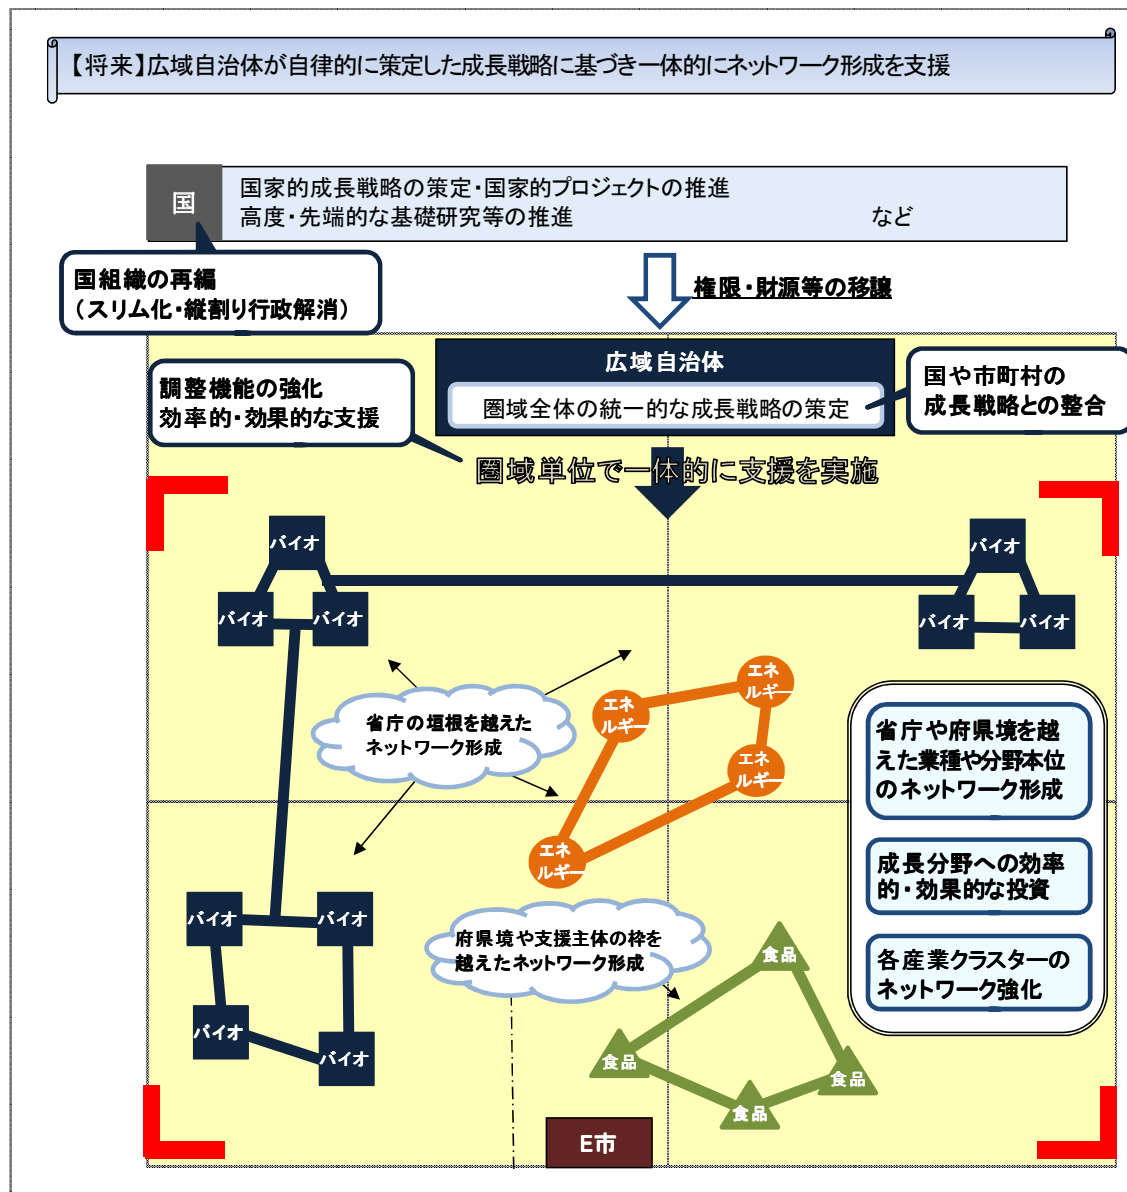 【将来】広域自治体が自律的に策定した成長戦略に基づき一体的にネットワーク形成を支援
国
国家的成長戦略の策定・国家的プロジェクトの推進
高度・先端的な基礎研究等の推進 など
国組織の再編
（スリム化・縦割り行政解消）
権限・財源等の移譲
広域自治体
圏域全体の統一的な成長戦略の策定
調整機能の強化
効率的・効果的な支援
国や市町村の
成長戦略との整合
圏域単位で一体的に支援を実施
バイオ
バイオ
バイオ
バイオ
バイオ
バイオ
省庁の垣根を越えた
ネットワーク形成
エネ
ルギー
エネ
ルギー
エネ
ルギー
エネ
ルギー
省庁や府県境を越
えた業種や分野本位
のネットワーク形成
成長分野への効率
的・効果的な投資
各産業クラスターの
ネットワーク強化
バイオ
バイオ
バイオ
バイオ
府県境や支援主体の枠を
越えたネットワーク形成
食品
食品
食品
食品
E市